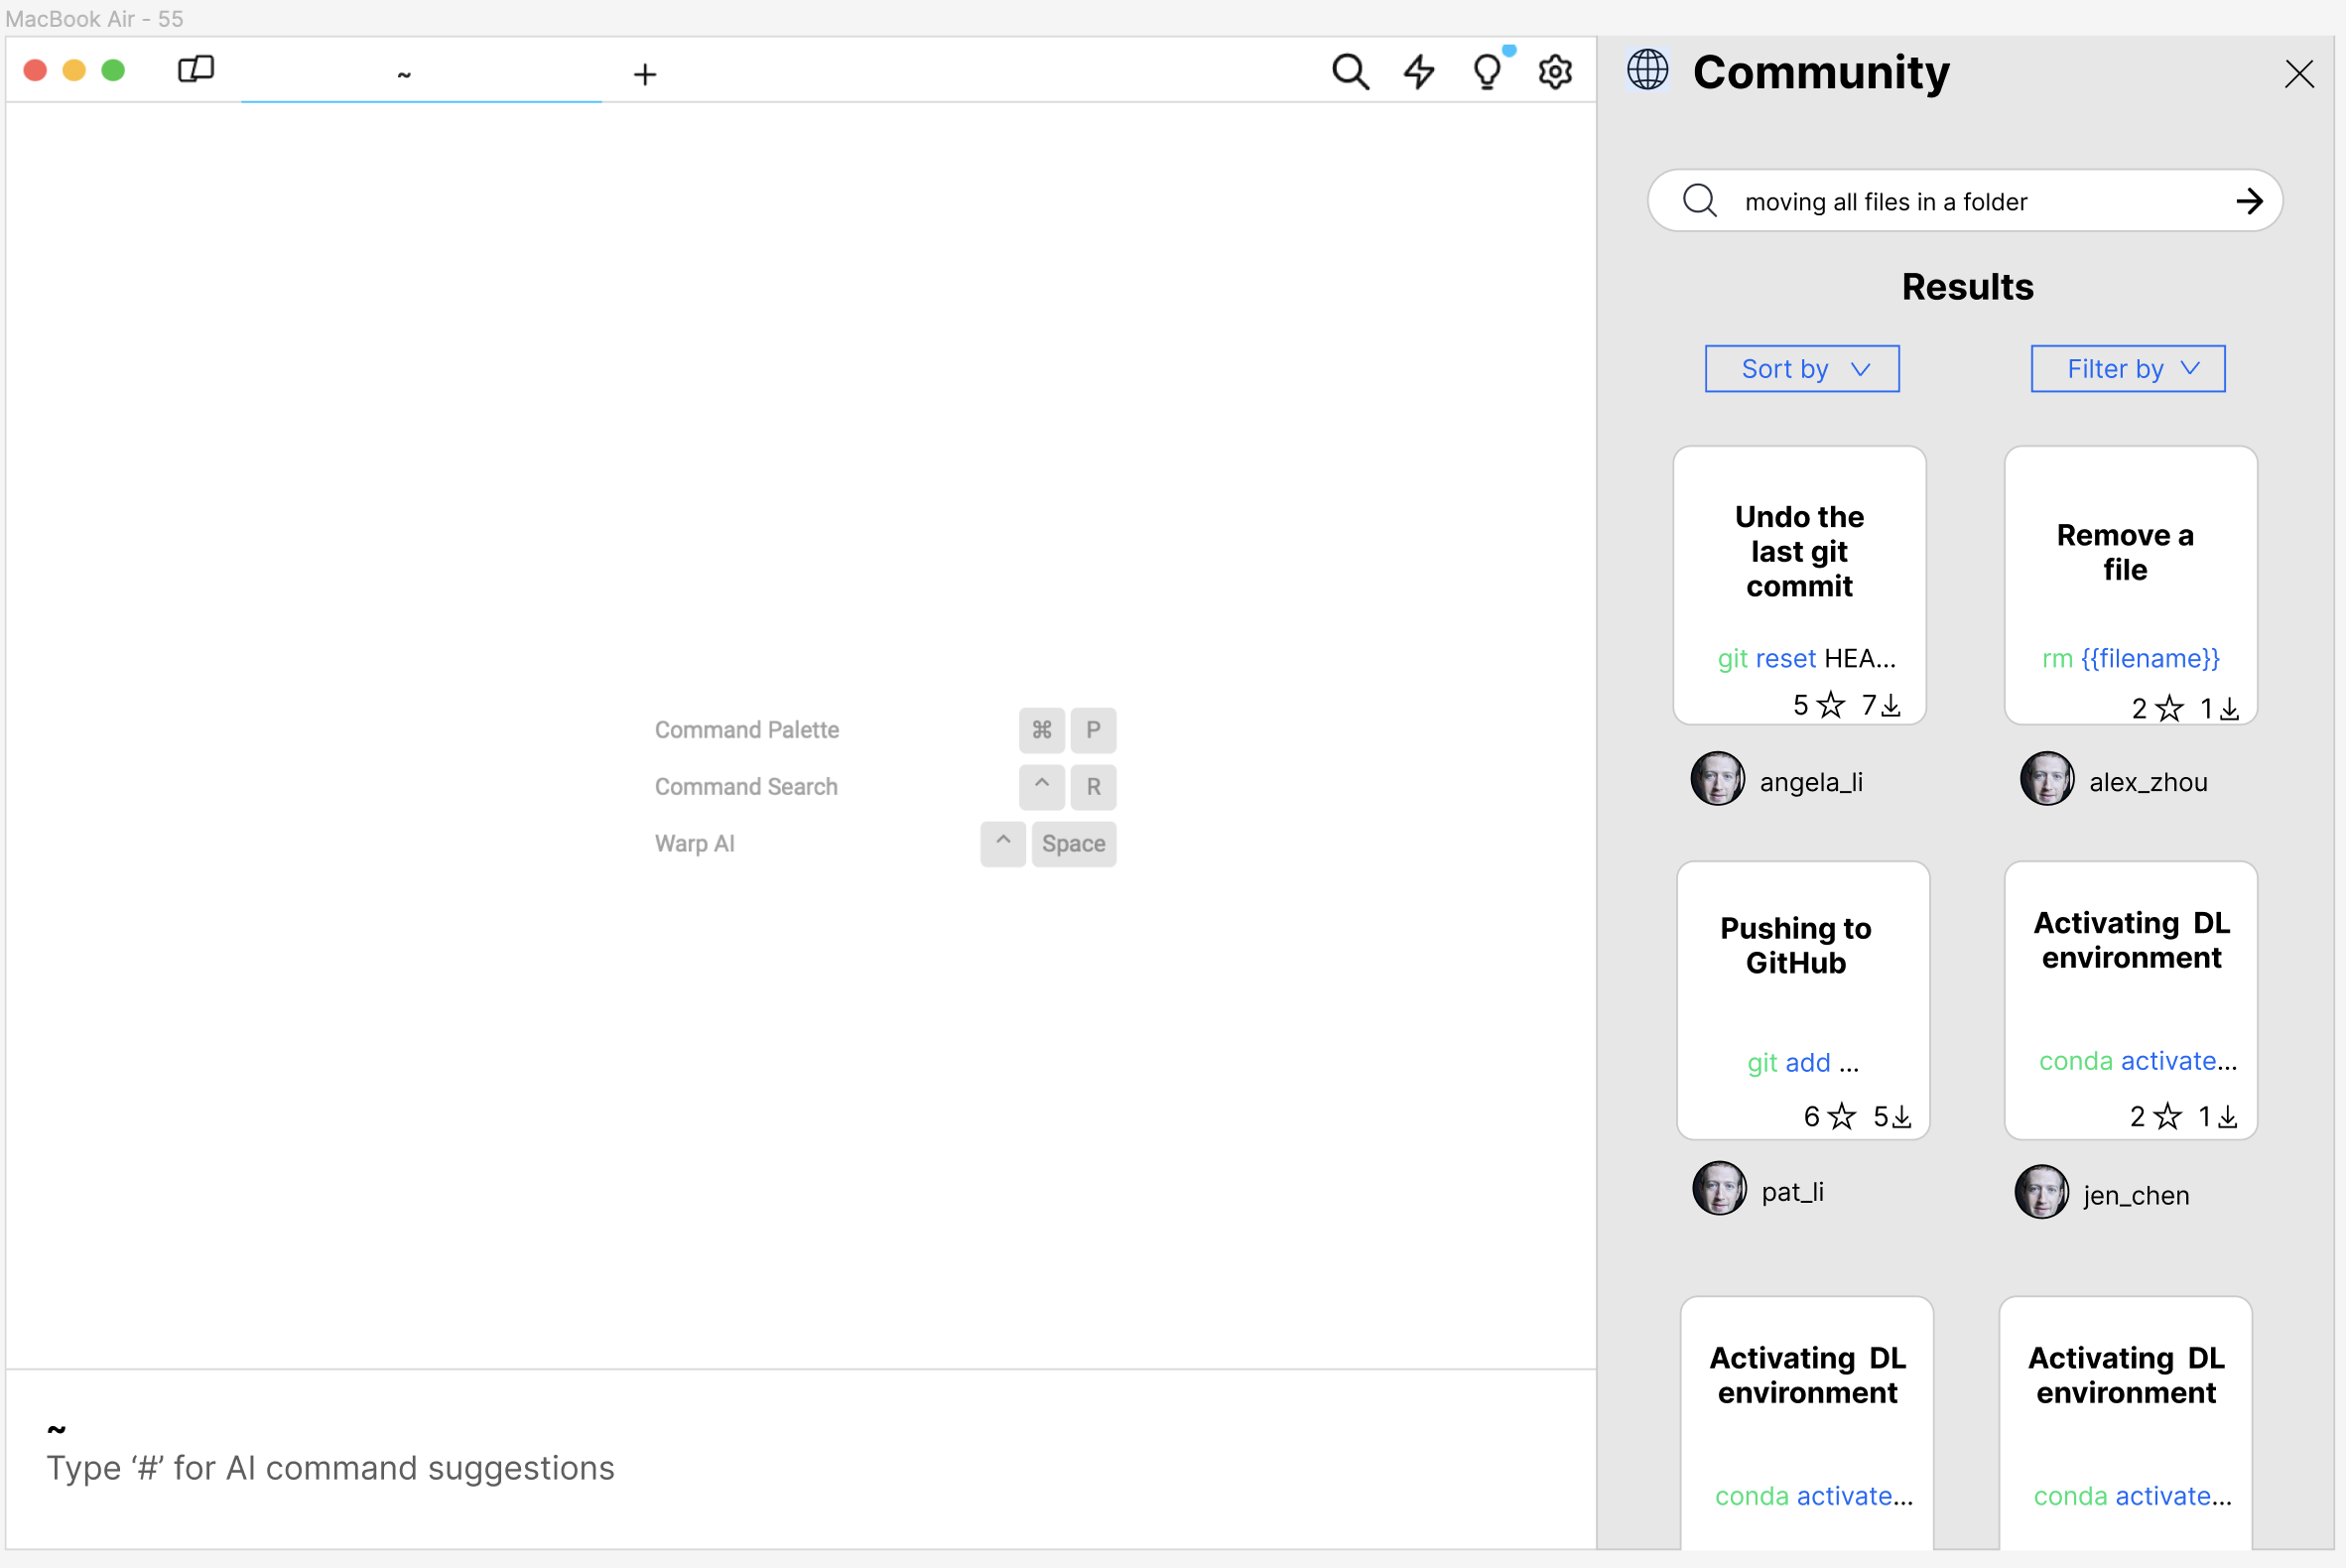 MacBook Air - 55
~
+
Community
moving all files in a folder
Results
Sort by
Filter by
Undo the
last git
commit
git reset HEA...
5 7
Remove a
file
rm {{filename}}
2 1
angela_li
alex_zhou
Command Palette ⌘ P
Command Search ^ R
Warp AI ^ Space
Pushing to
GitHub
git add ...
6 5
Activating DL
environment
conda activate...
2 1
pat_li
jen_chen
Activating DL
environment
conda activate...
Activating DL
environment
conda activate...
~
Type ‘#’ for AI command suggestions